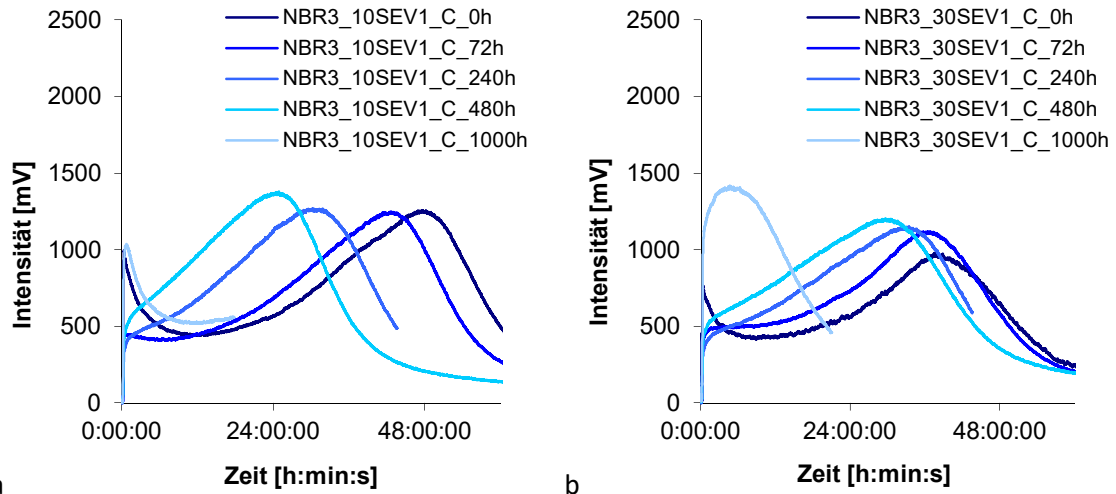 2500
2000
1500
1000
500
0
Intensität [mV]
0:00:00
24:00:00
48:00:00
Zeit [h:min:s]
NBR3_10SEV1_C_0h
NBR3_10SEV1_C_72h
NBR3_10SEV1_C_240h
NBR3_10SEV1_C_480h
NBR3_10SEV1_C_1000h
2500
2000
1500
1000
500
0
Intensität [mV]
0:00:00
24:00:00
48:00:00
Zeit [h:min:s]
NBR3_30SEV1_C_0h
NBR3_30SEV1_C_72h
NBR3_30SEV1_C_240h
NBR3_30SEV1_C_480h
NBR3_30SEV1_C_1000h
b